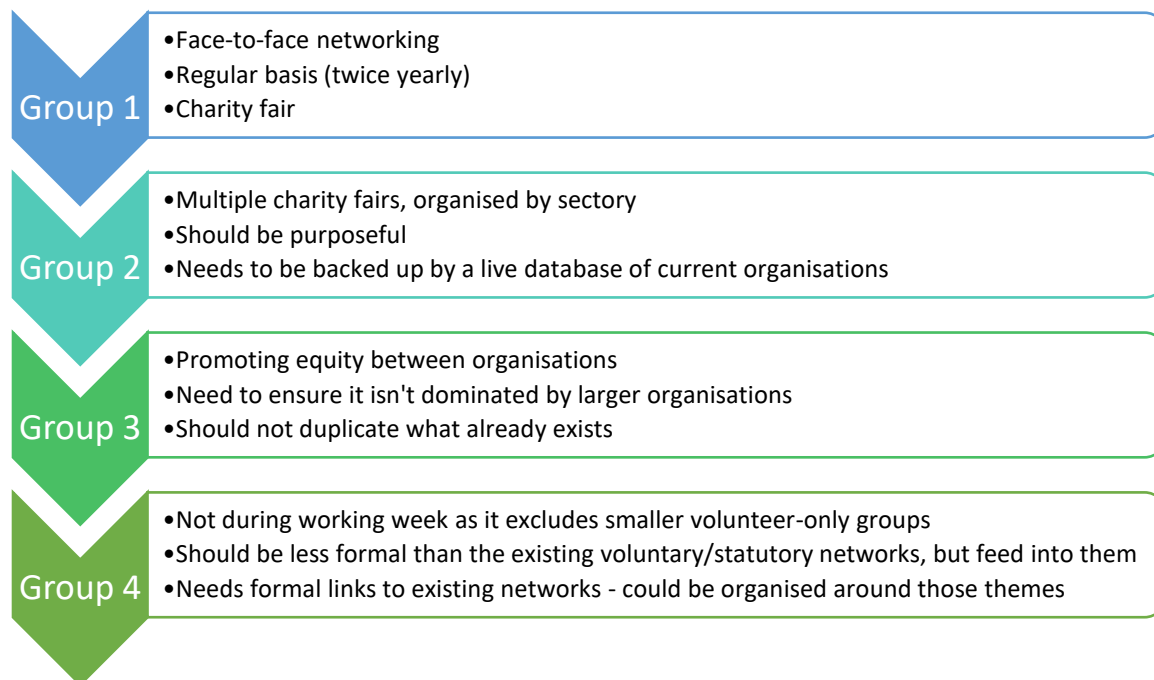 Group 1
•Face-to-face networking
•Regular basis (twice yearly)
•Charity fair
Group 2
•Multiple charity fairs, organised by sectory
•Should be purposeful
•Needs to be backed up by a live database of current organisations
Group 3
•Promoting equity between organisations
•Need to ensure it isn't dominated by larger organisations
•Should not duplicate what already exists
Group 4
•Not during working week as it excludes smaller volunteer-only groups
•Should be less formal than the existing voluntary/statutory networks, but feed into them
•Needs formal links to existing networks - could be organised around those themes